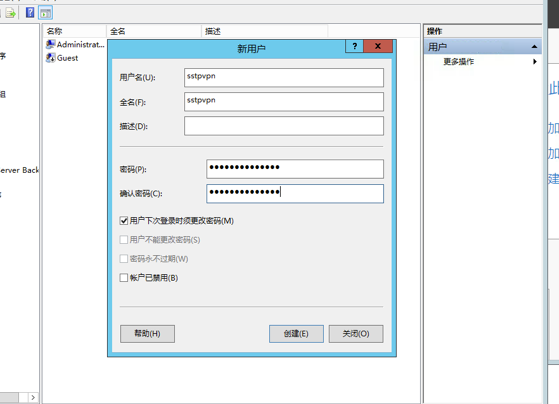 名称 全名 描述
Administrat...
Guest
序
组
erver Back
新用户
用户名(U): sstpvpn
全名(F): sstpvpn
描述(D):
密码(P): ●●●●●●●●●●●●●●
确认密码(C): ●●●●●●●●●●●●●●
用户下次登录时须更改密码(M)
用户不能更改密码(S)
密码永不过期(W)
帐户已禁用(B)
帮助(H) 创建(E) 关闭(O)
操作
用户
更多操作
此
加
加
建